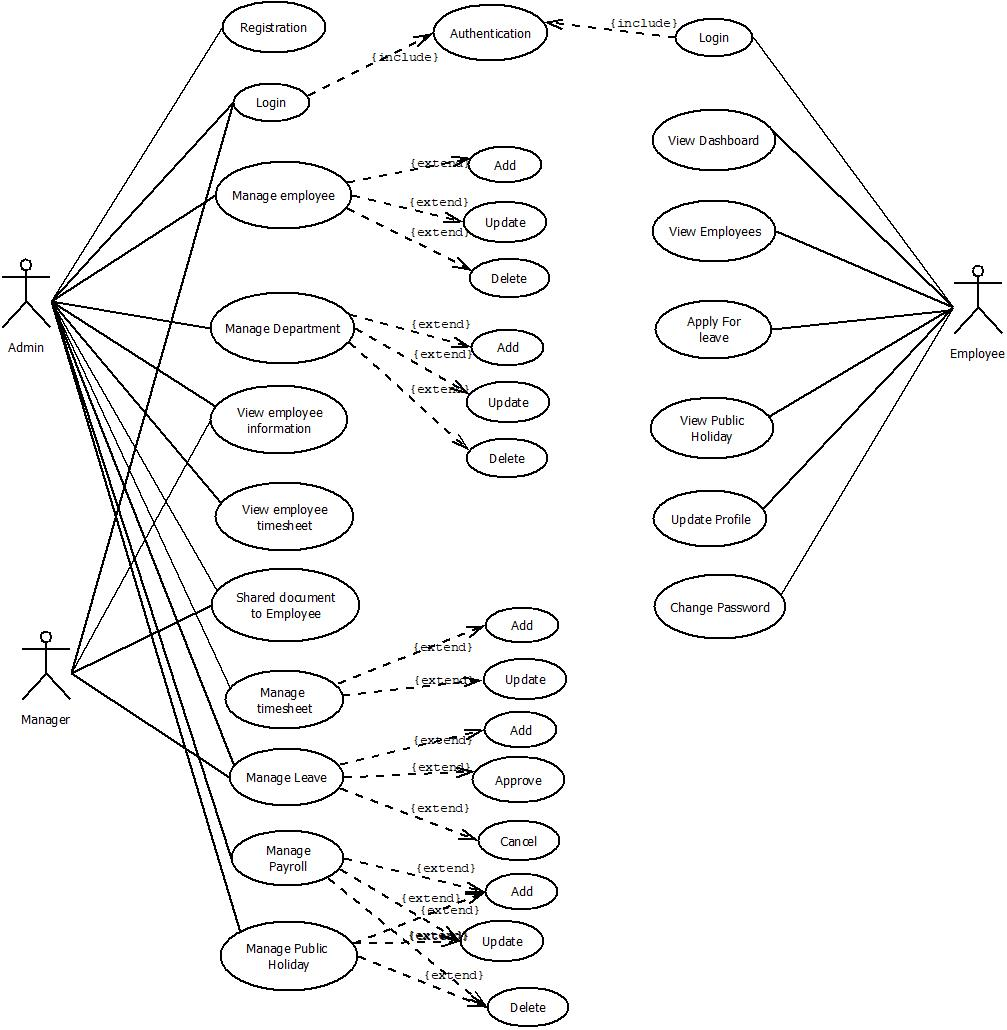 Registration
Authentication
{include}
Login
{include}
Login
View Dashboard
{extend}
Add
Manage employee
{extend}
Update
{extend}
View Employees
Delete
Admin
Manage Department
{extend}
Add
{extend}
Apply For
leave
Employee
{extend}
Update
View employee
information
View Public
Holiday
Delete
View employee
timesheet
Update Profile
Shared document
to Employee
Change Password
Add
{extend}
Manager
Manage
timesheet
{extend}
Update
{extend}
Add
Manage Leave
{extend}
Approve
{extend}
Cancel
Manage
Payroll
{extend}
Add
{extend}
{extend}
{extend}
Update
Manage Public
Holiday
{extend}
Delete